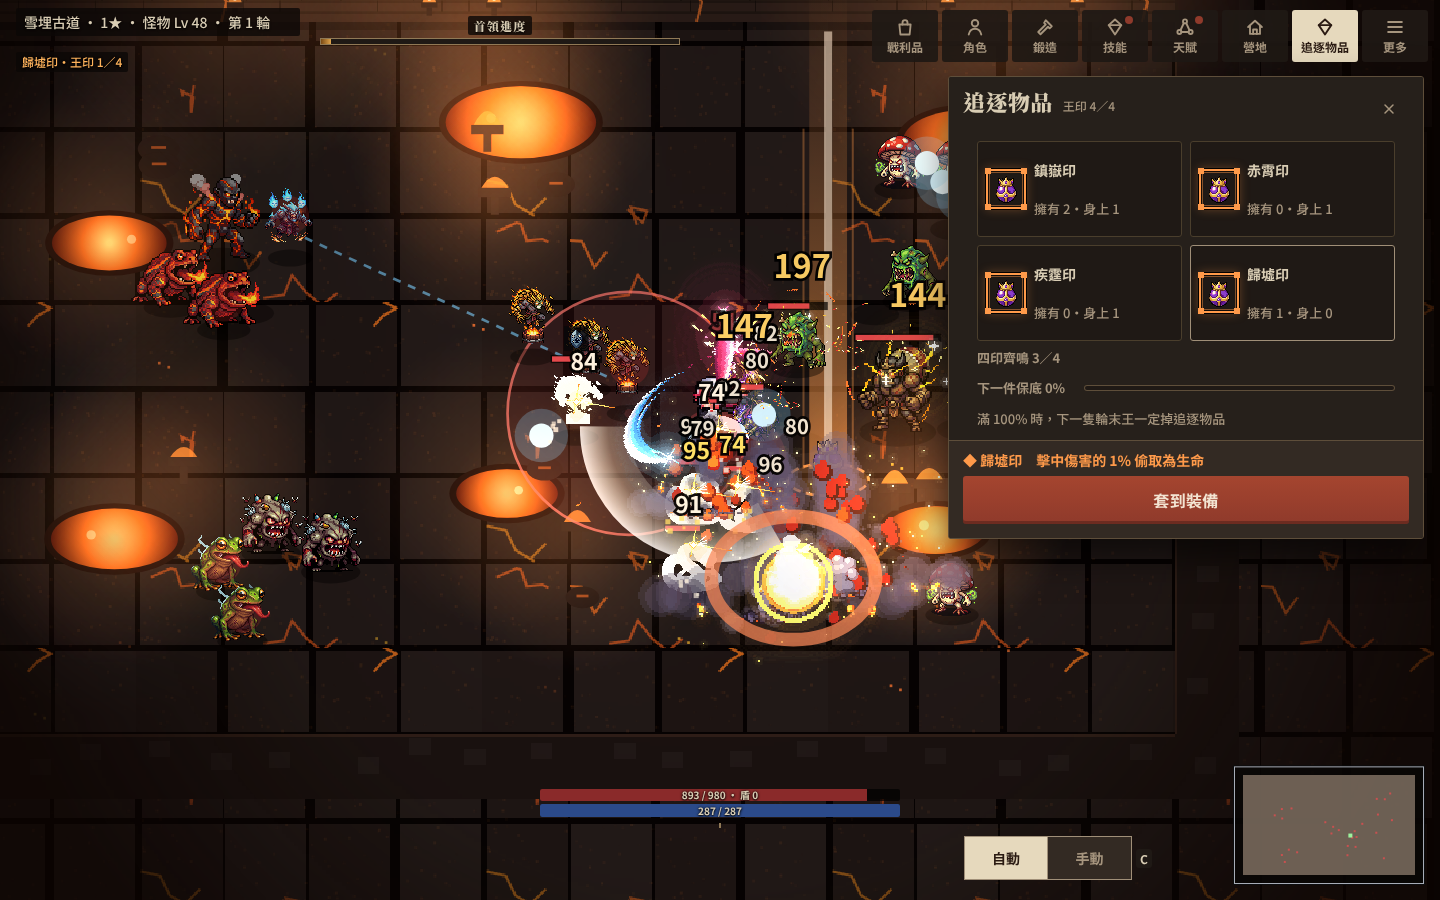 雪埋古道 · 1★ · 怪物 Lv 48 · 第 1 輪
歸墟印·王印 1／4
首領進度
戰利品
角色
鍛造
技能
天賦
營地
追逐物品
更多
追逐物品 王印 4／4
×
鎮嶽印
擁有 2·身上 1
赤霄印
擁有 0·身上 1
疾霆印
擁有 0·身上 1
歸墟印
擁有 1·身上 0
四印齊鳴 3／4
下一件保底 0%
滿 100% 時，下一隻輪末王一定掉追逐物品
◆ 歸墟印 擊中傷害的 1% 偷取為生命
套到裝備
197
144
147
80
84
74
79
80
95
74
96
91
893 / 980 · 盾 0
287 / 287
自動
手動
C